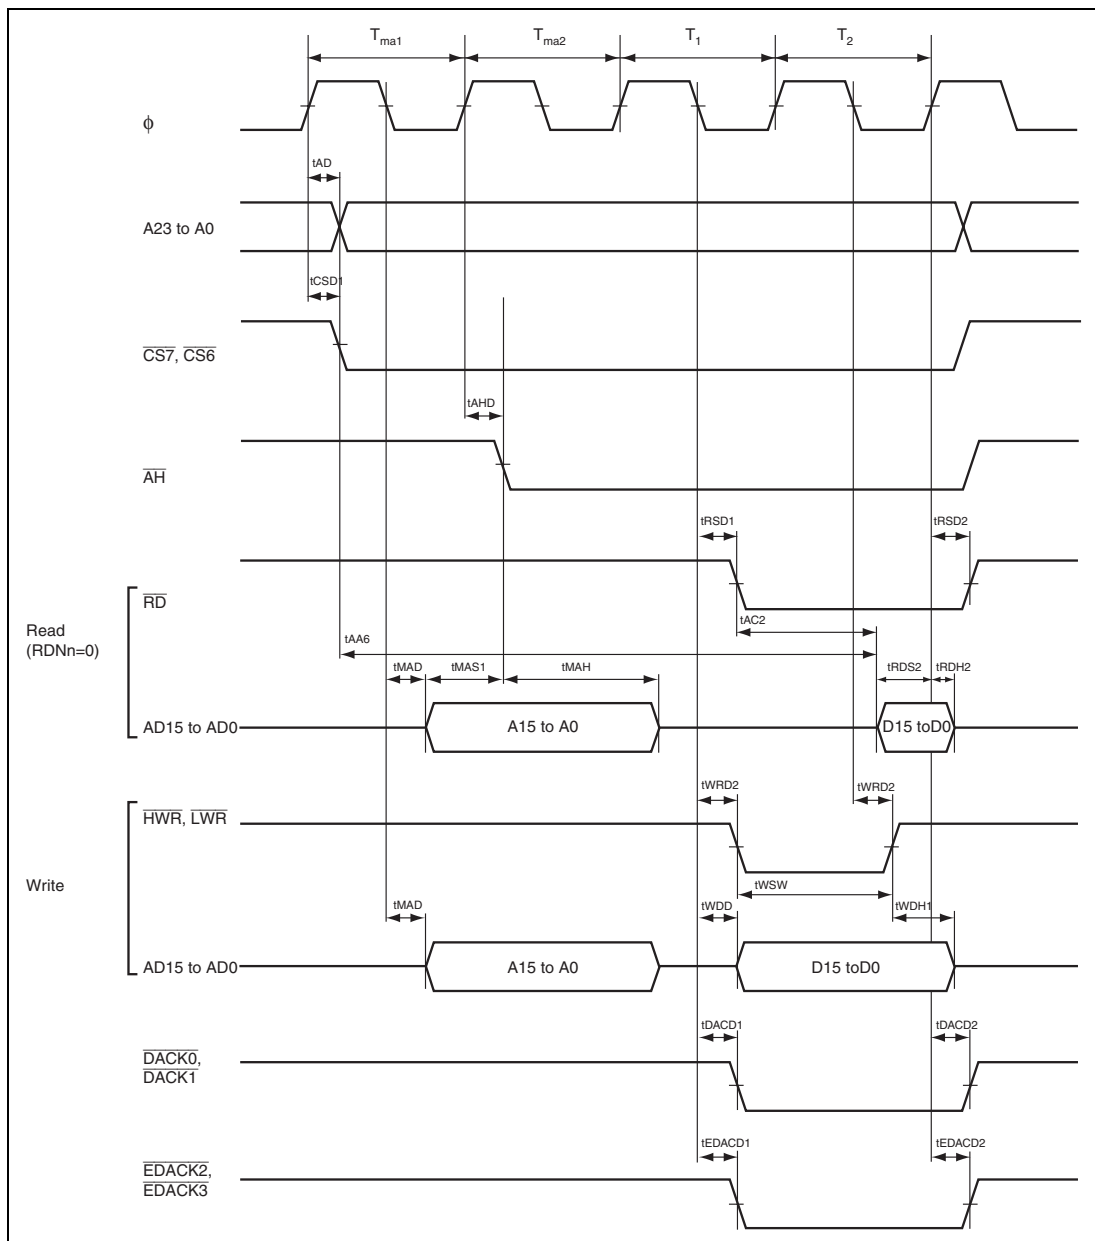 Tma1 Tma2 T1 T2
ϕ
tAD
A23 to A0
tCSD1
CS7, CS6
tAHD
AH
tRSD1 tRSD2
RD
Read
(RDNn=0)
tAC2
tAA6
tMAD tMAS1 tMAH tRDS2 tRDH2
AD15 to AD0 A15 to A0 D15 toD0
tWRD2 tWRD2
HWR, LWR
Write
tWSW
tMAD tWDD tWDH1
AD15 to AD0 A15 to A0 D15 toD0
tDACD1 tDACD2
DACK0,
DACK1
tEDACD1 tEDACD2
EDACK2,
EDACK3